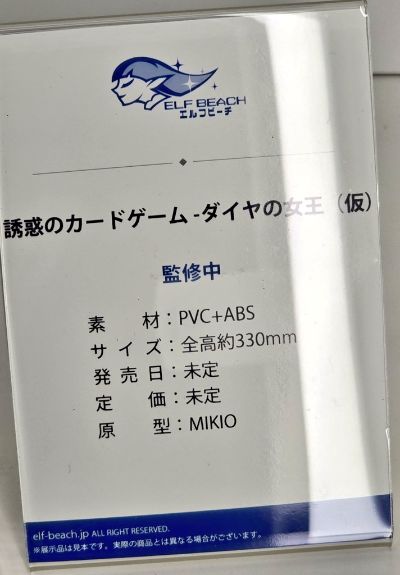 ELF BEACH
エルフビーチ
誘惑のカードゲーム -ダイヤの女王（仮）
監修中
素材：PVC+ABS
サイズ：全高約330mm
発売日：未定
定価：未定
原型：MIKIO
elf-beach.jp ALL RIGHT RESERVED.
※展示品は見本です。実際の商品とは異なる場合がございます。